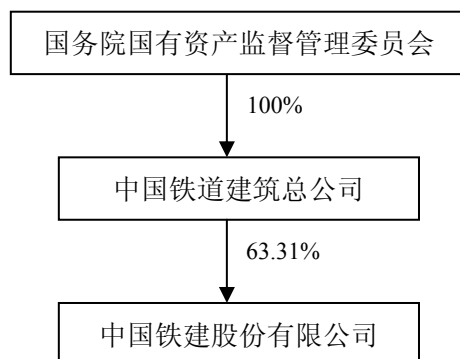 国务院国有资产监督管理委员会
100%
中国铁道建筑总公司
63.31%
中国铁建股份有限公司